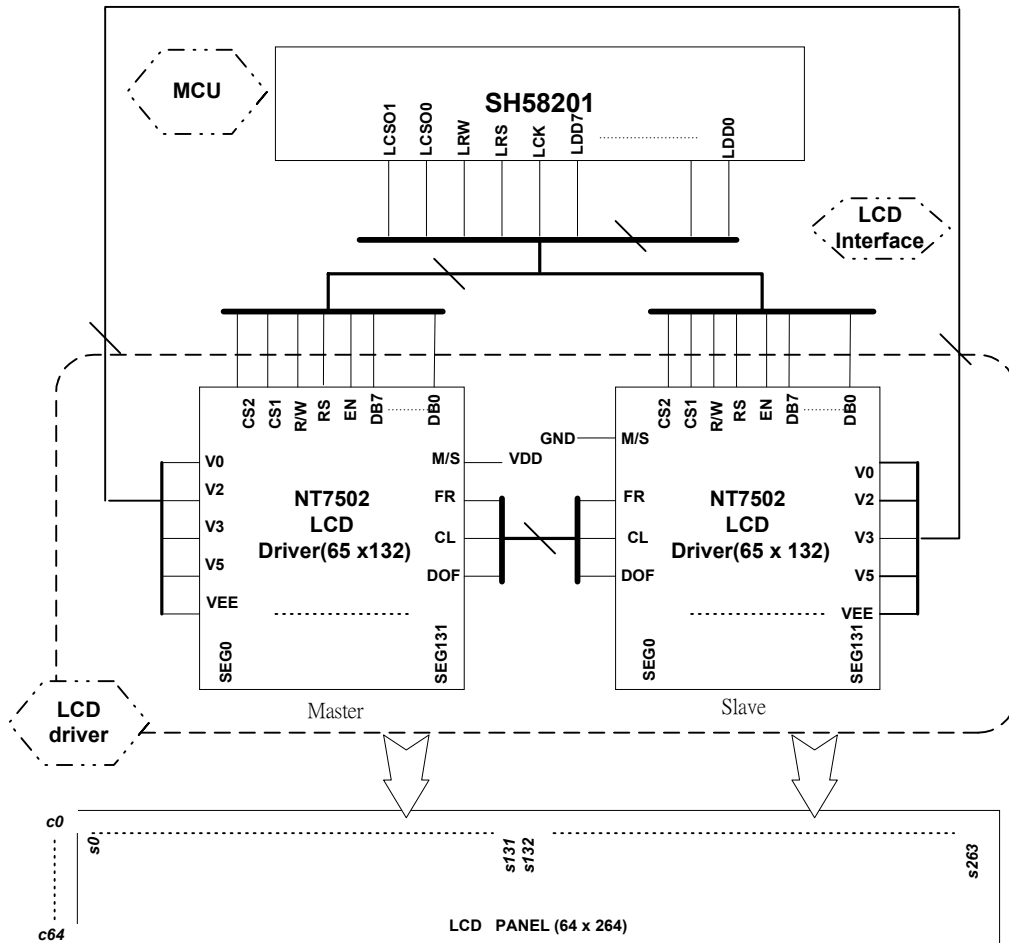 MCU
SH58201
LCSO1
LCSO0
LRW
LRS
LCK
LDD7
LDD0
LCD
Interface
CS2
CS1
R/W
RS
EN
DB7
DB0
V0
V2
V3
V5
VEE
M/S
VDD
FR
CL
DOF
NT7502
LCD
Driver(65 x132)
SEG0
SEG131
Master
CS2
CS1
R/W
RS
EN
DB7
DB0
GND
M/S
FR
CL
DOF
V0
V2
V3
V5
VEE
NT7502
LCD
Driver(65 x 132)
SEG0
SEG131
Slave
LCD
driver
c0
c64
s0
s131
s132
s263
LCD PANEL (64 x 264)